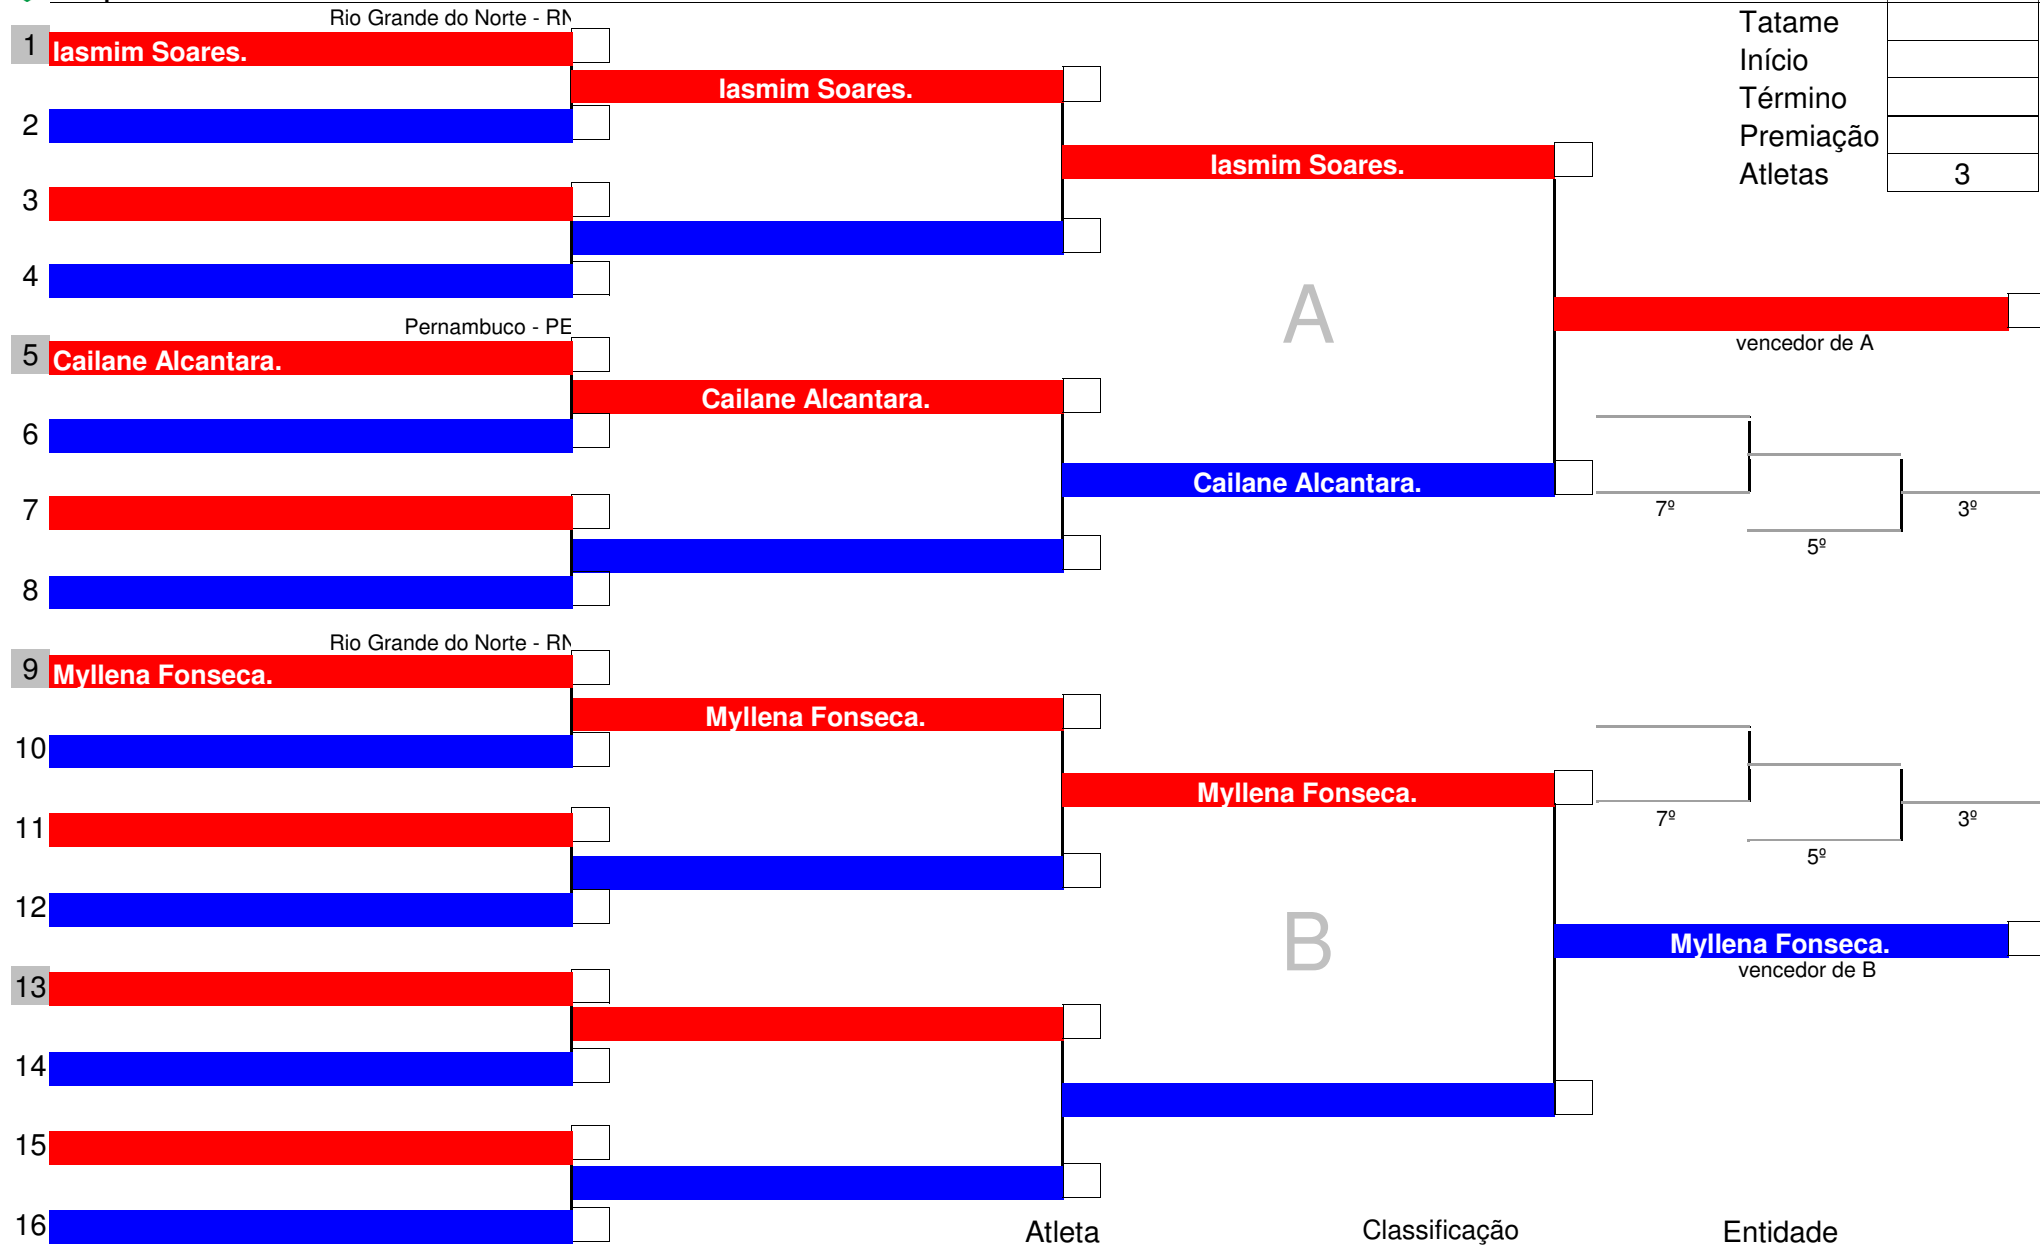 Rio Grande do Norte - RN
Tatame
1 Iasmim Soares.
Início
Iasmim Soares.
Término
2
Premiação
Iasmim Soares.
Atletas 3
3
4
A
Pernambuco - PE
vencedor de A
5 Cailane Alcantara.
Cailane Alcantara.
6
Cailane Alcantara.
7
7º 3º
5º
8
Rio Grande do Norte - RN
9 Myllena Fonseca.
Myllena Fonseca.
10
Myllena Fonseca.
11
7º 3º
5º
12
B
Myllena Fonseca.
vencedor de B
13
14
15
16
Atleta Classificação Entidade